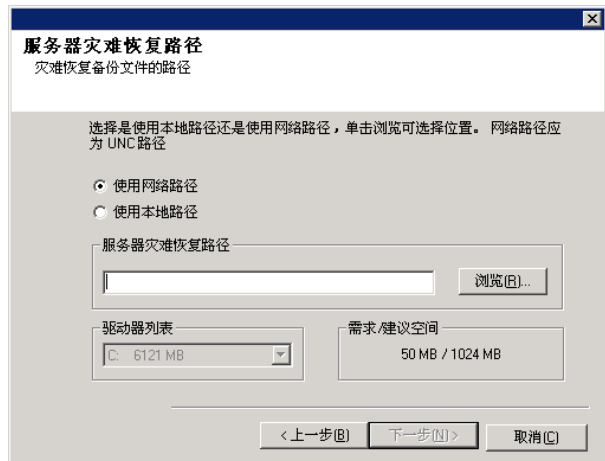 服务器灾难恢复路径
灾难恢复备份文件的路径
选择是使用本地路径还是使用网络路径，单击浏览可选择位置。 网络路径应
为 UNC路径
使用网络路径
使用本地路径
服务器灾难恢复路径
浏览(R)...
驱动器列表
需求/建议空间
C: 6121 MB
50 MB / 1024 MB
<上一步(B)
下一步(N)>
取消(C)